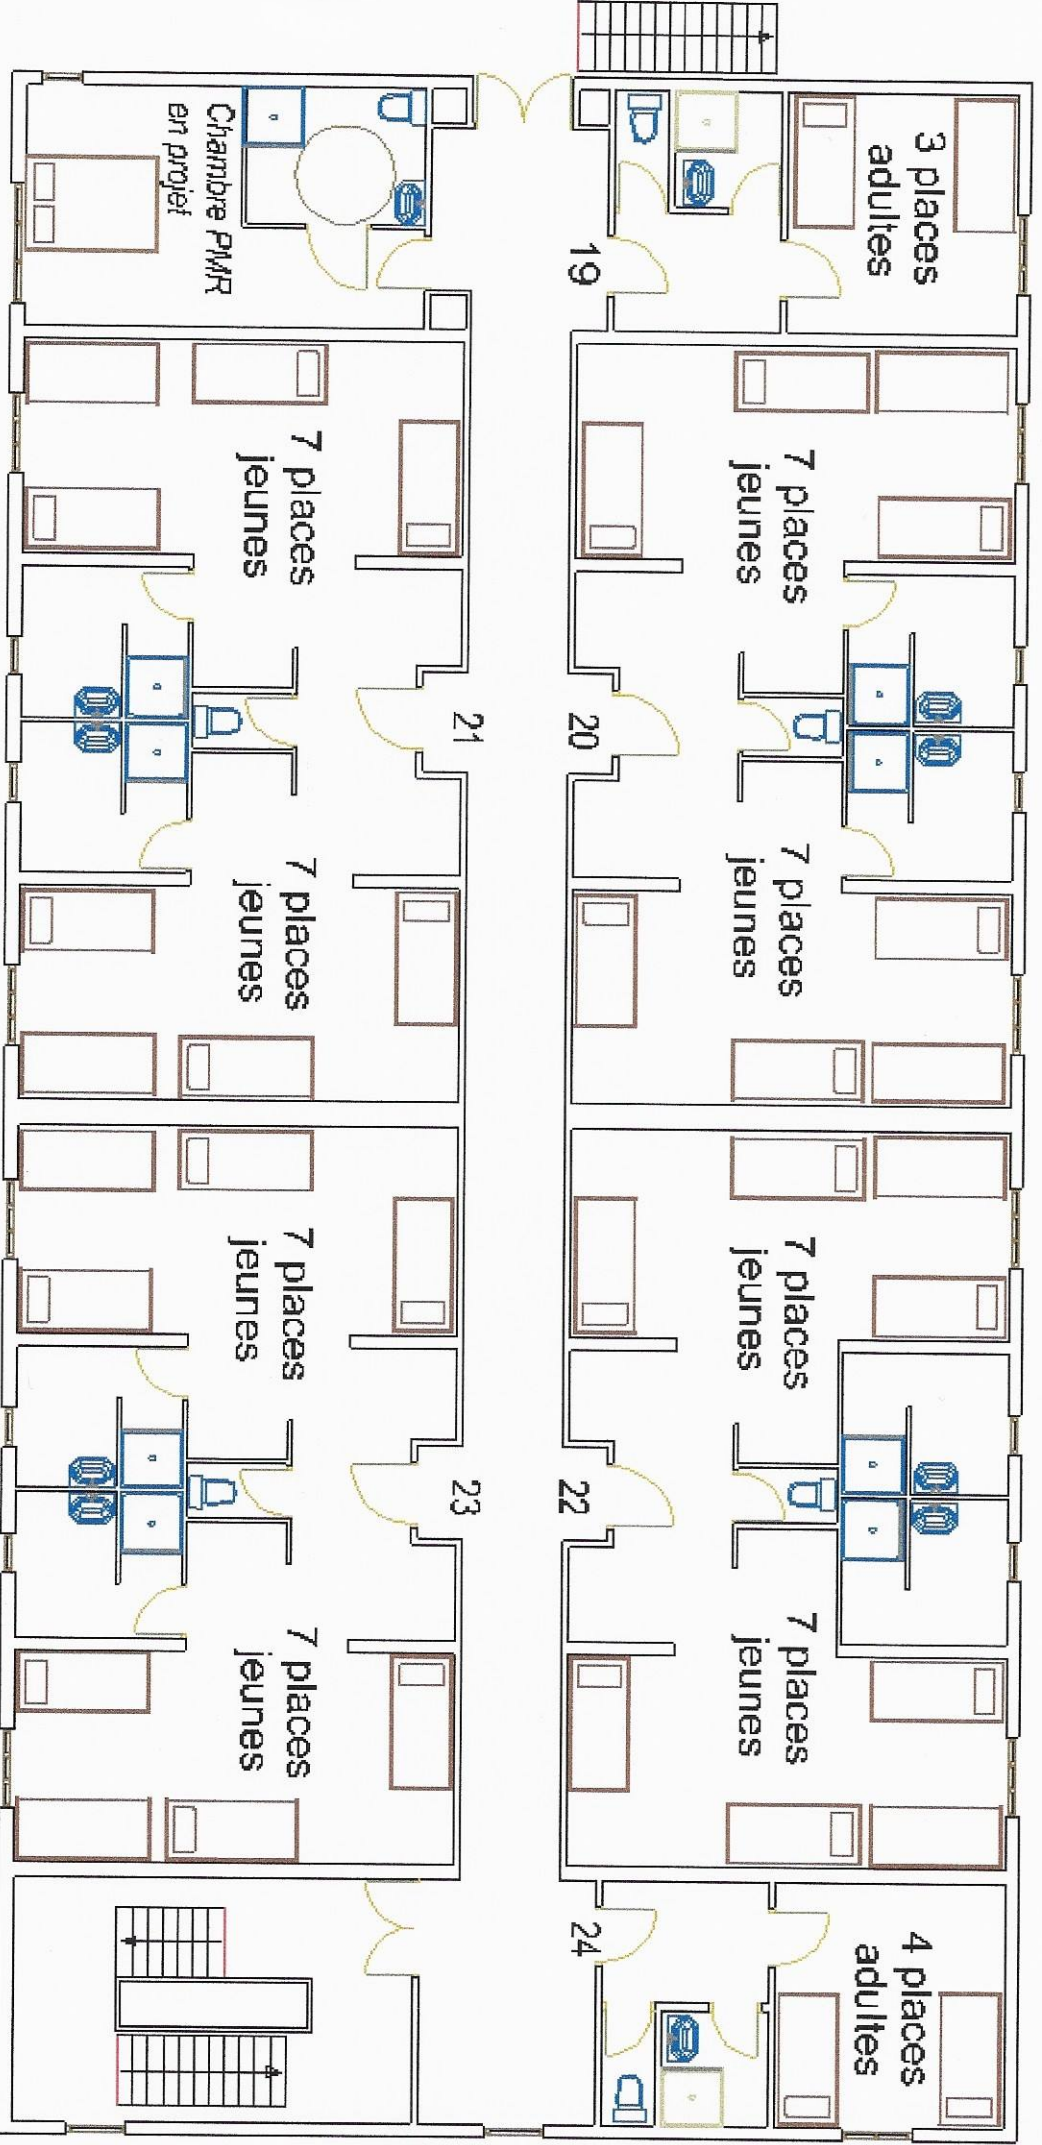 3 places
adultes
19
Chambre PMR
en projet
7 places
jeunes
7 places
jeunes
20
21
7 places
jeunes
7 places
jeunes
7 places
jeunes
7 places
jeunes
22
23
7 places
jeunes
7 places
jeunes
24
4 places
adultes